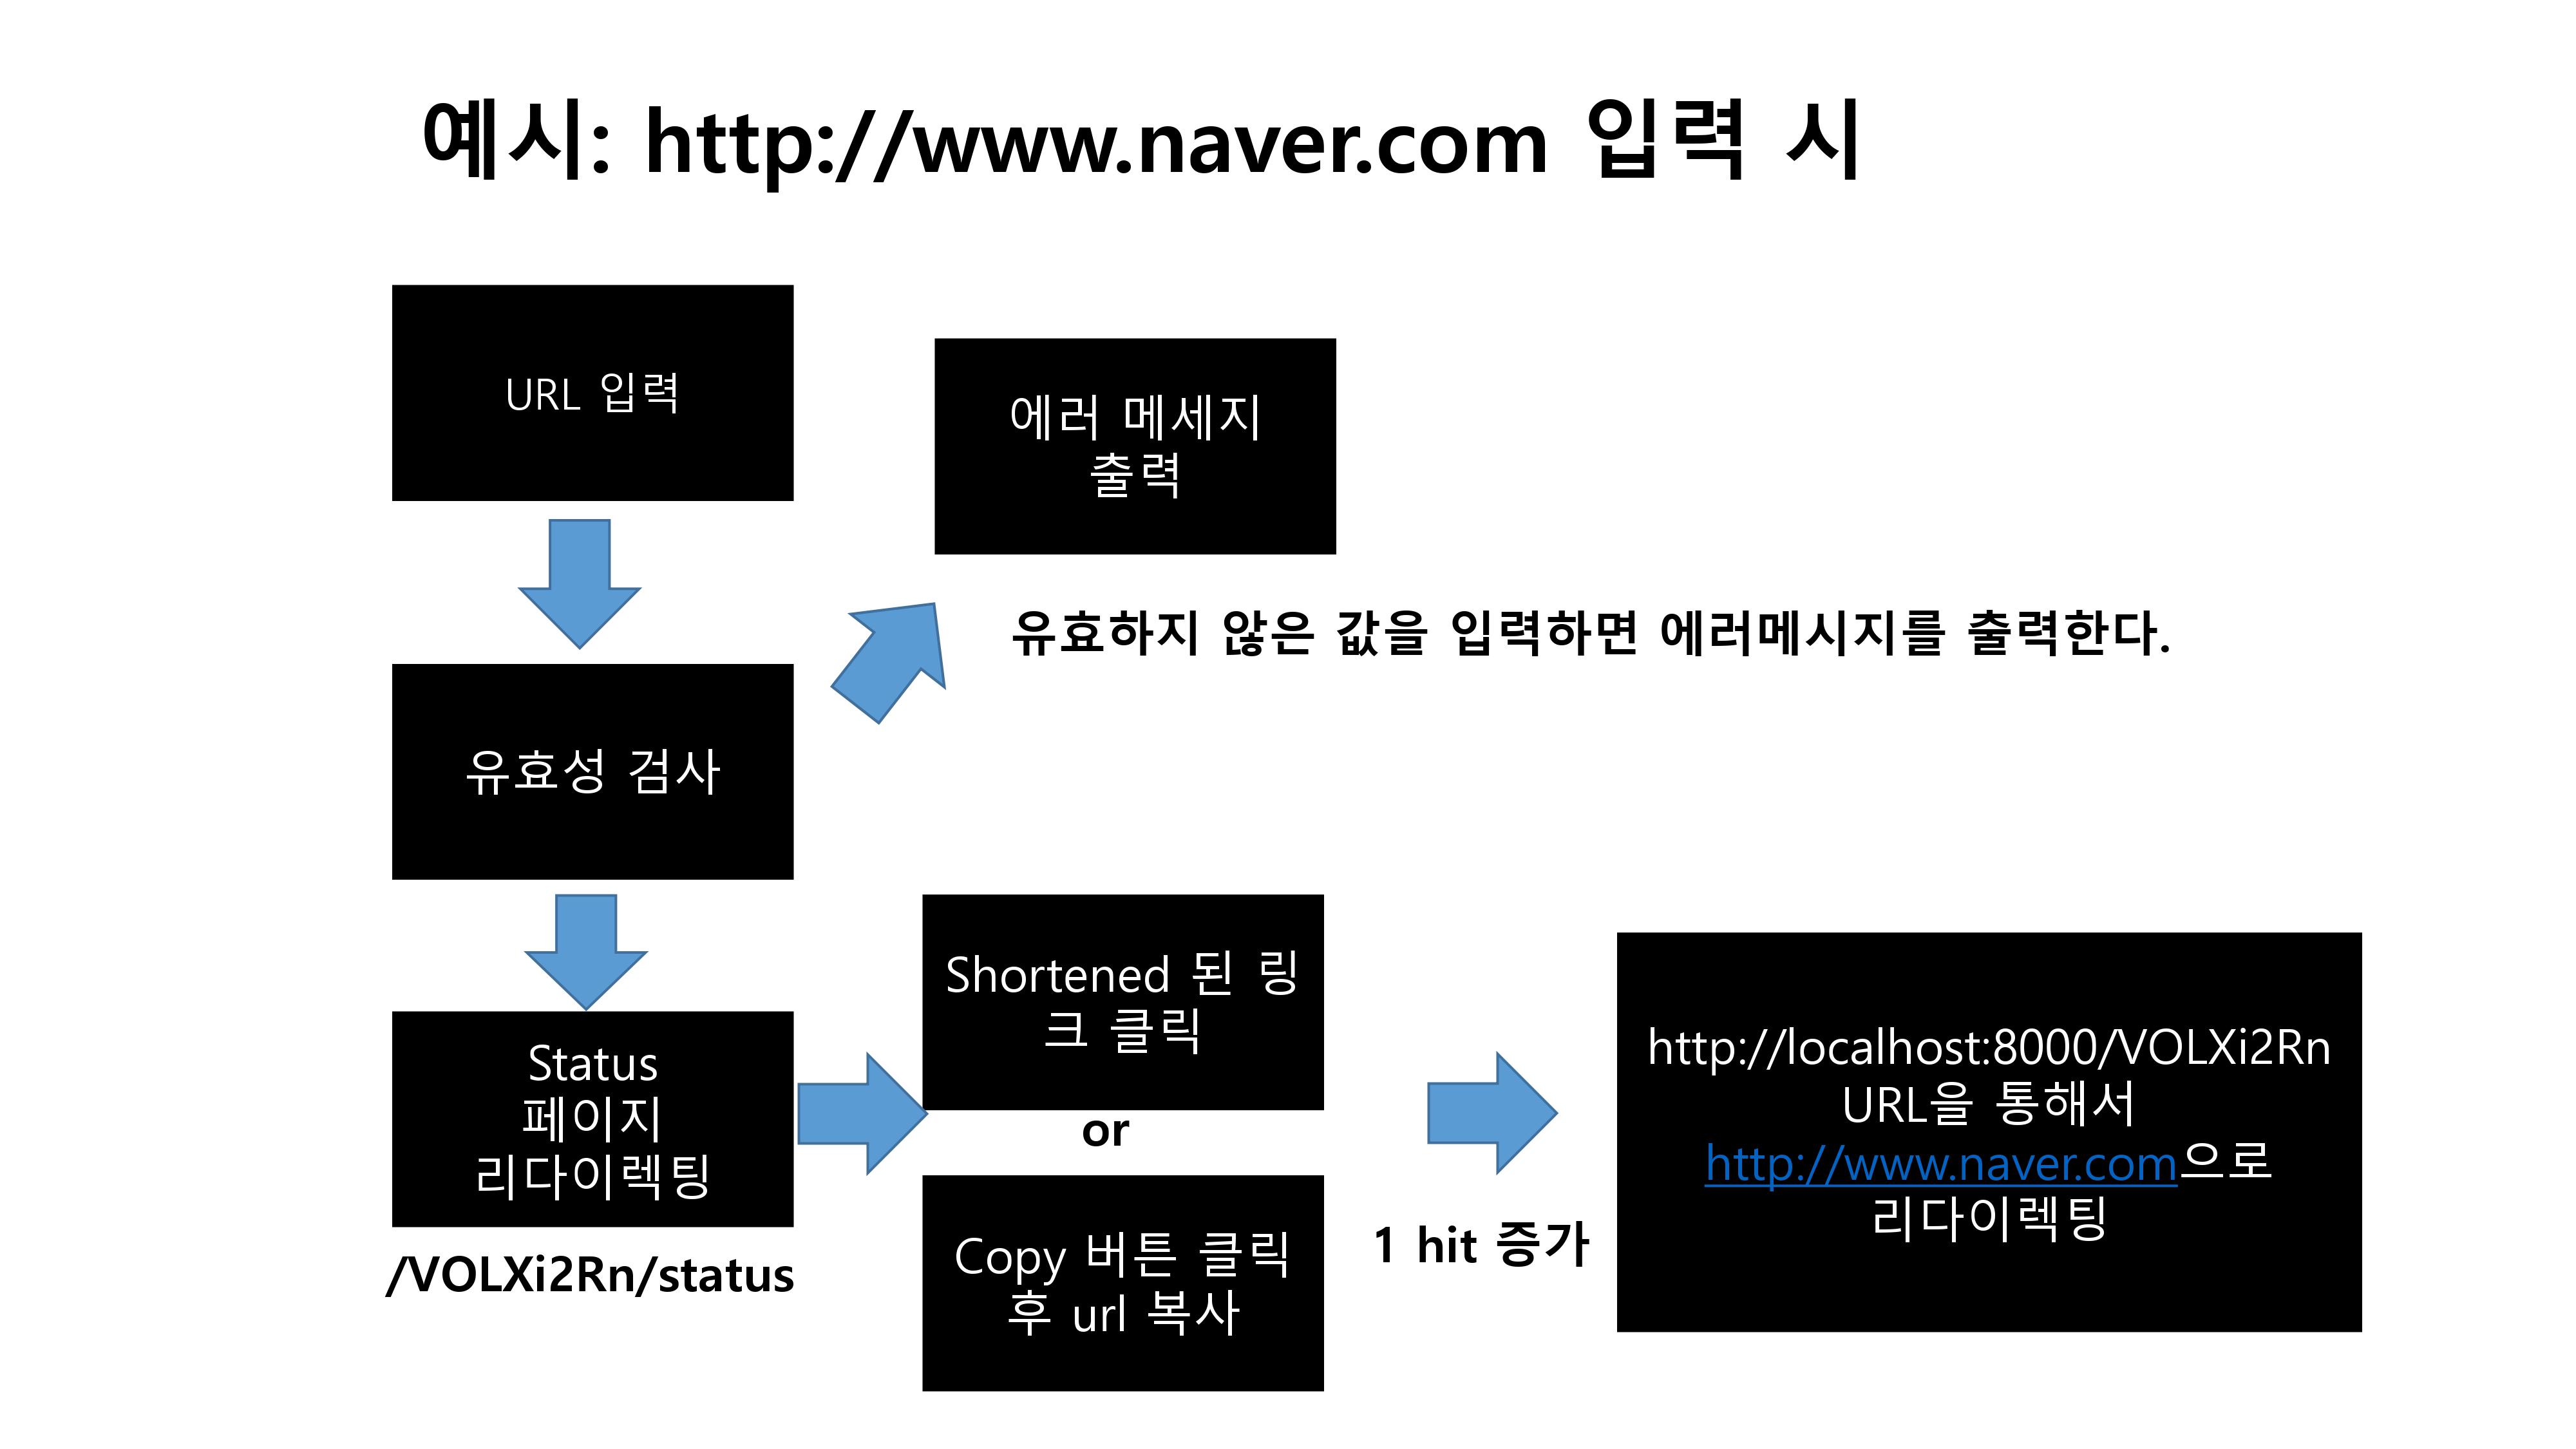 예시: http://www.naver.com 입력 시
URL 입력
에러 메세지
출력
유효하지 않은 값을 입력하면 에러메시지를 출력한다.
유효성 검사
Status
페이지
리다이렉팅
/VOLXi2Rn/status
Shortened 된 링
크 클릭
or
Copy 버튼 클릭
후 url 복사
1 hit 증가
http://localhost:8000/VOLXi2Rn
URL을 통해서
http://www.naver.com으로
리다이렉팅